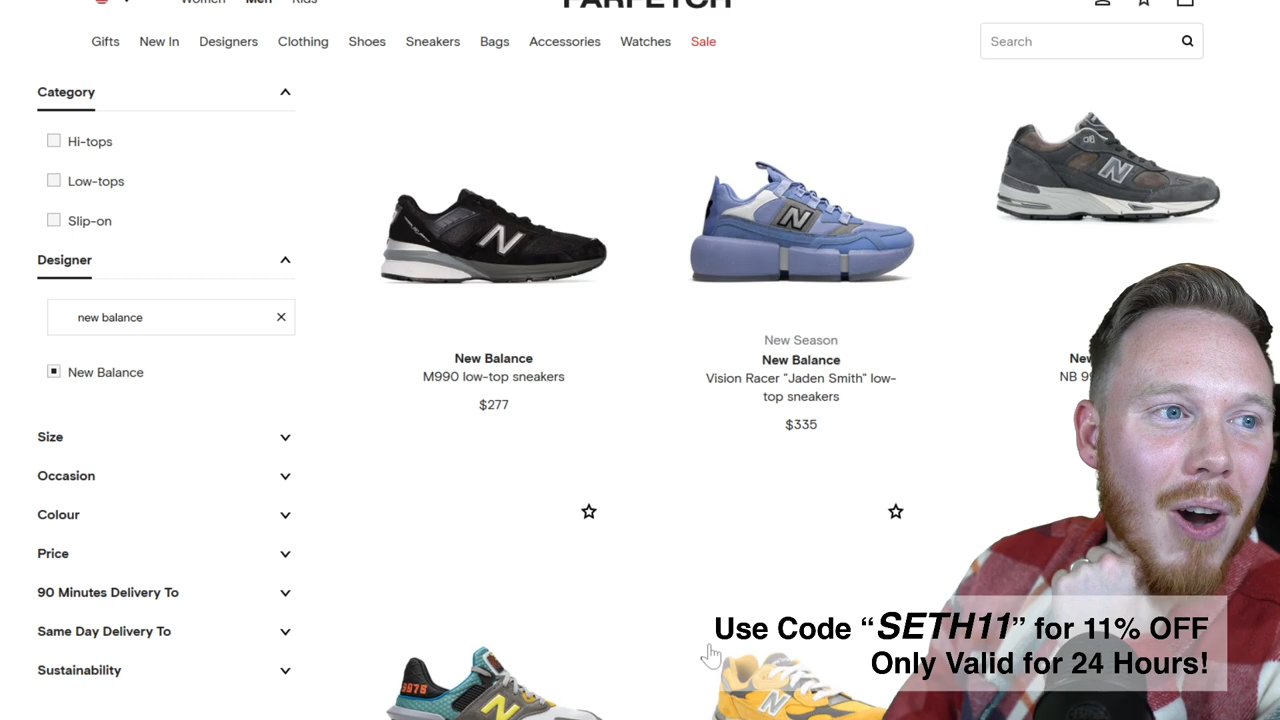 Women Men Kids
FARFETCH
Gifts New In Designers Clothing Shoes Sneakers Bags Accessories Watches Sale
Search
Category
Hi-tops
Low-tops
Slip-on
Designer
new balance
New Balance
Size
Occasion
Colour
Price
90 Minutes Delivery To
Same Day Delivery To
Sustainability
New Balance
M990 low-top sneakers
$277
New Season
New Balance
Vision Racer "Jaden Smith" low-
top sneakers
$335
New
NB
N
N
N
N
N
Use Code “SETH11” for 11% OFF
Only Valid for 24 Hours!